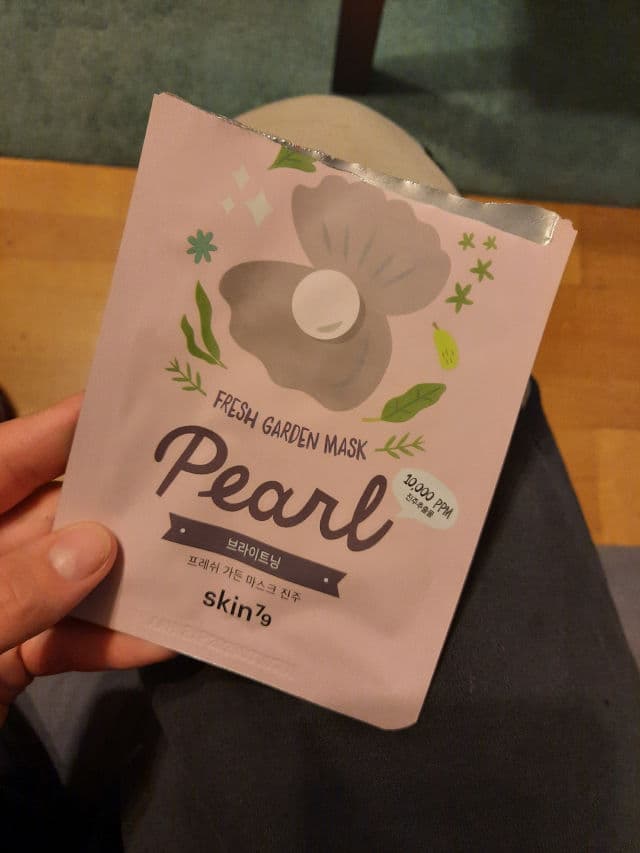 FRESH GARDEN MASK
Pearl
10,000 PPM
진주추출물
브라이트닝
프레쉬 가든 마스크 진주
skin79